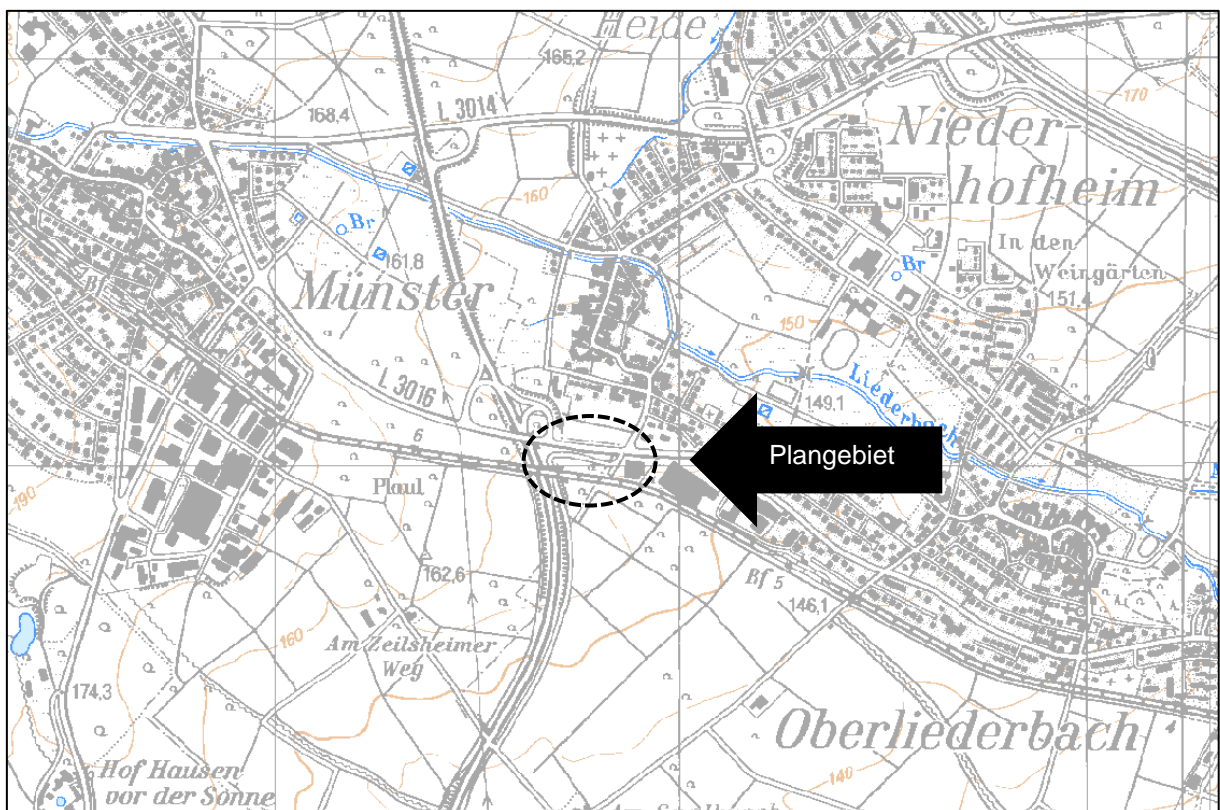 Heide
165,2
170
L 3014
168,4
Nieder-
hofheim
160
Br
Br
In den
Weingärten
161,8
151,4
Münster
150
Liederbach
149,1
L 3016
6
Plangebiet
Plaul
190
162,6
Bf 5
146,1
160
Am Zeilsheimer
Weg
174,3
Oberliederbach
4
140
Hof Hausen
vor der Sonne